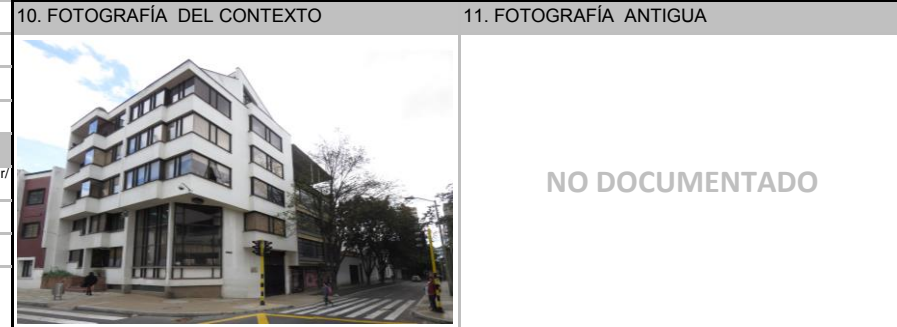 10. FOTOGRAFÍA DEL CONTEXTO
11. FOTOGRAFÍA ANTIGUA
r/
NO DOCUMENTADO